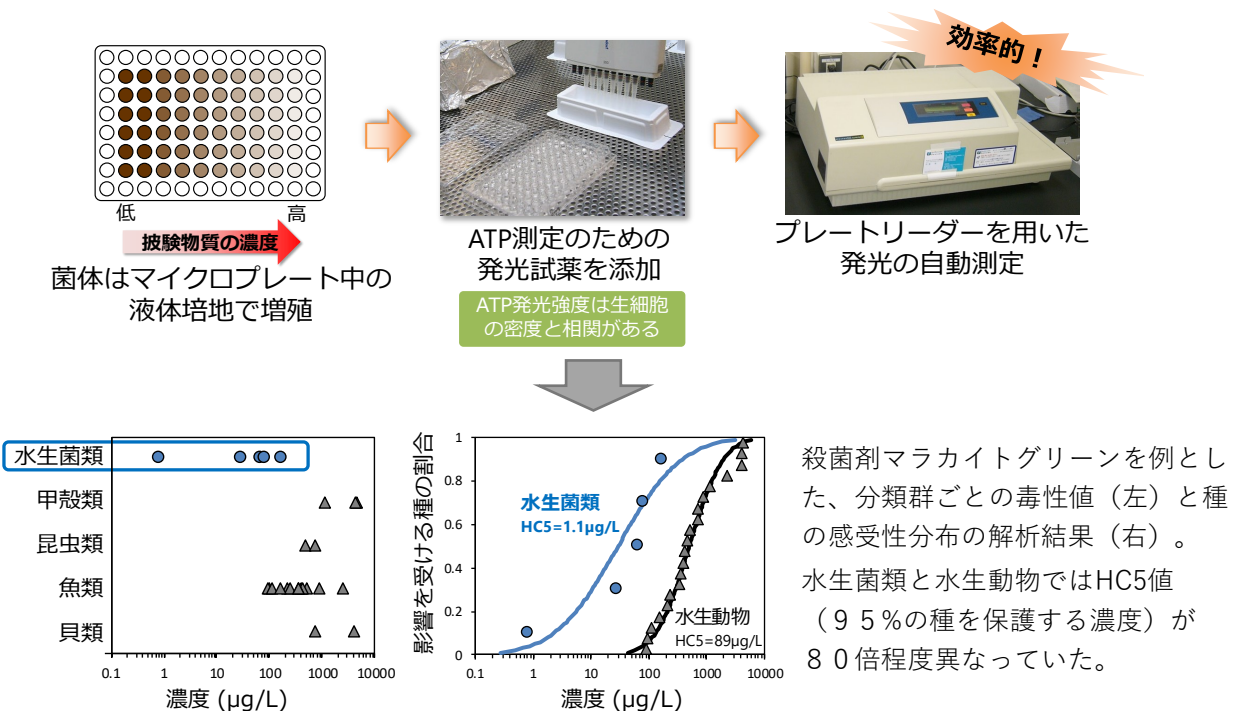 効率的！
低 高
披験物質の濃度
菌体はマイクロプレート中の
液体培地で増殖
ATP測定のための
発光試薬を添加
ATP発光強度は生細胞
の密度と相関がある
プレートリーダーを用いた
発光の自動測定
水生菌類
甲殻類
昆虫類
魚類
貝類
0.1 1 10 100 1000 10000
濃度 (μg/L)
影響を受ける種の割合
1
0.8
0.6
0.4
0.2
0
水生菌類
HC5=1.1μg/L
水生動物
HC5=89μg/L
0.1 1 10 100 1000 10000
濃度 (μg/L)
殺菌剤マラカイトグリーンを例とし
た、分類群ごとの毒性値（左）と種
の感受性分布の解析結果（右）。
水生菌類と水生動物ではHC5値
（９５%の種を保護する濃度）が
８０倍程度異なっていた。